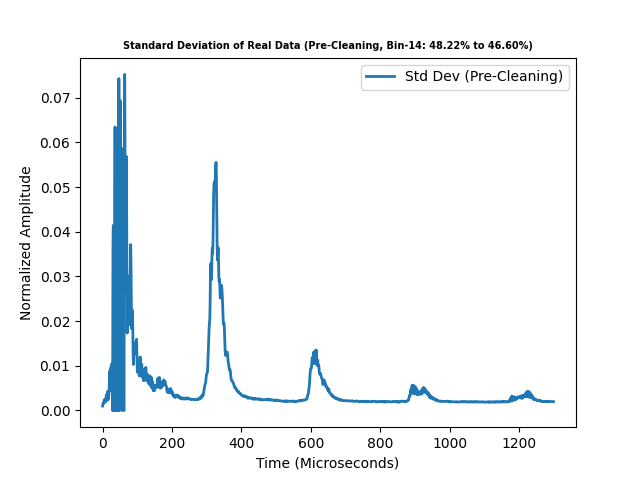 Standard Deviation of Real Data (Pre-Cleaning, Bin-14: 48.22% to 46.60%)
Std Dev (Pre-Cleaning)
Normalized Amplitude
0.07
0.06
0.05
0.04
0.03
0.02
0.01
0.00
0 200 400 600 800 1000 1200
Time (Microseconds)